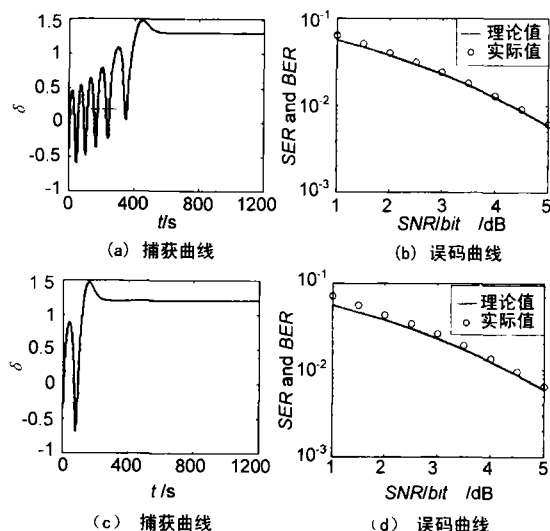 δ
1.5
1
0.5
0
-0.5
-1
0
400
800
1200
t/s
(a) 捕获曲线
SER and BER
10⁻¹
10⁻²
10⁻³
1
2
3
4
5
SNR/bit /dB
理论值
实际值
(b) 误码曲线
δ
1.5
1
0.5
0
-0.5
-1
0
400
800
1200
t /s
(c) 捕获曲线
SER and BER
10⁻¹
10⁻²
10⁻³
1
2
3
4
5
SNR/bit /dB
理论值
实际值
(d) 误码曲线